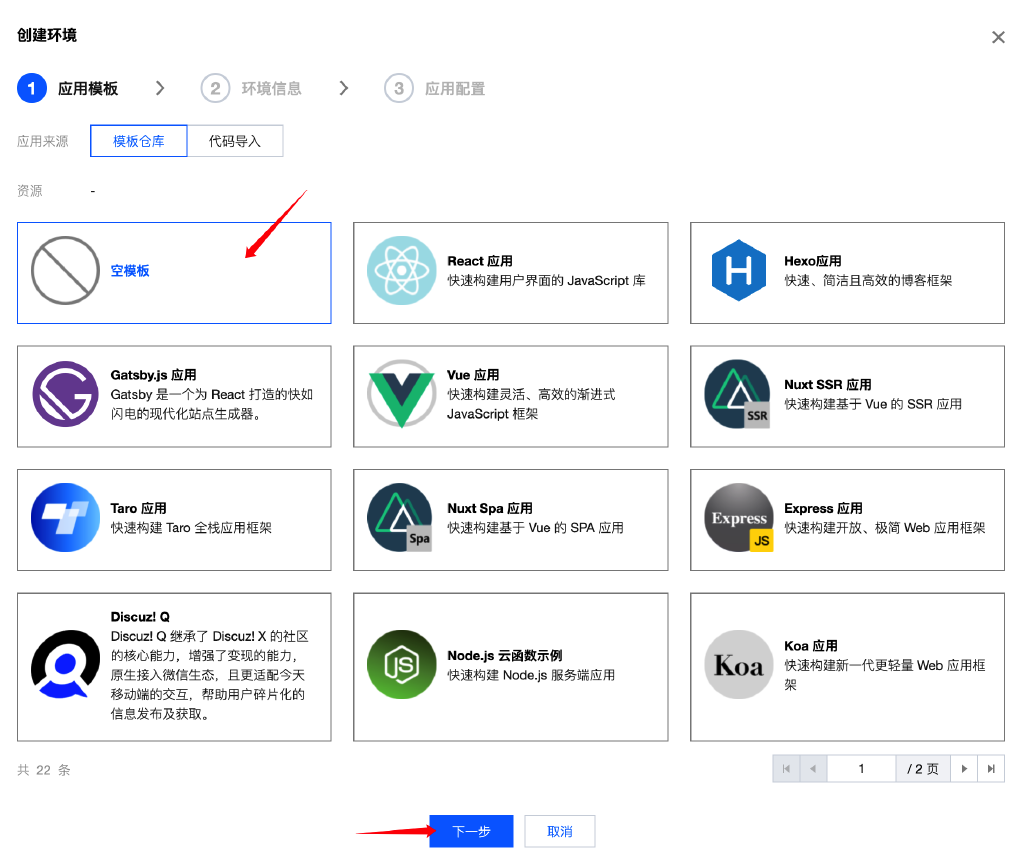 创建环境
1 应用模板 2 环境信息 3 应用配置
应用来源 模板仓库 代码导入
资源 -
空模板
React 应用
快速构建用户界面的 JavaScript 库
Hexo应用
快速、简洁且高效的博客框架
Gatsby.js 应用
Gatsby 是一个为 React 打造的快如
闪电的现代化站点生成器。
Vue 应用
快速构建灵活、高效的渐进式
JavaScript 框架
SSR
Nuxt SSR 应用
快速构建基于 Vue 的 SSR 应用
Taro 应用
快速构建 Taro 全栈应用框架
Spa
Nuxt Spa 应用
快速构建基于 Vue 的 SPA 应用
Express
JS
Express 应用
快速构建开放、极简 Web 应用框架
Discuz! Q
Discuz! Q 继承了 Discuz! X 的社区
的核心能力，增强了变现的能力，
原生接入微信生态，且更适配今天
移动端的交互，帮助用户碎片化的
信息发布及获取。
JS
Node.js 云函数示例
快速构建 Node.js 服务端应用
Koa
Koa 应用
快速构建新一代更轻量 Web 应用框
架
共 22 条
1 / 2 页
下一步 取消